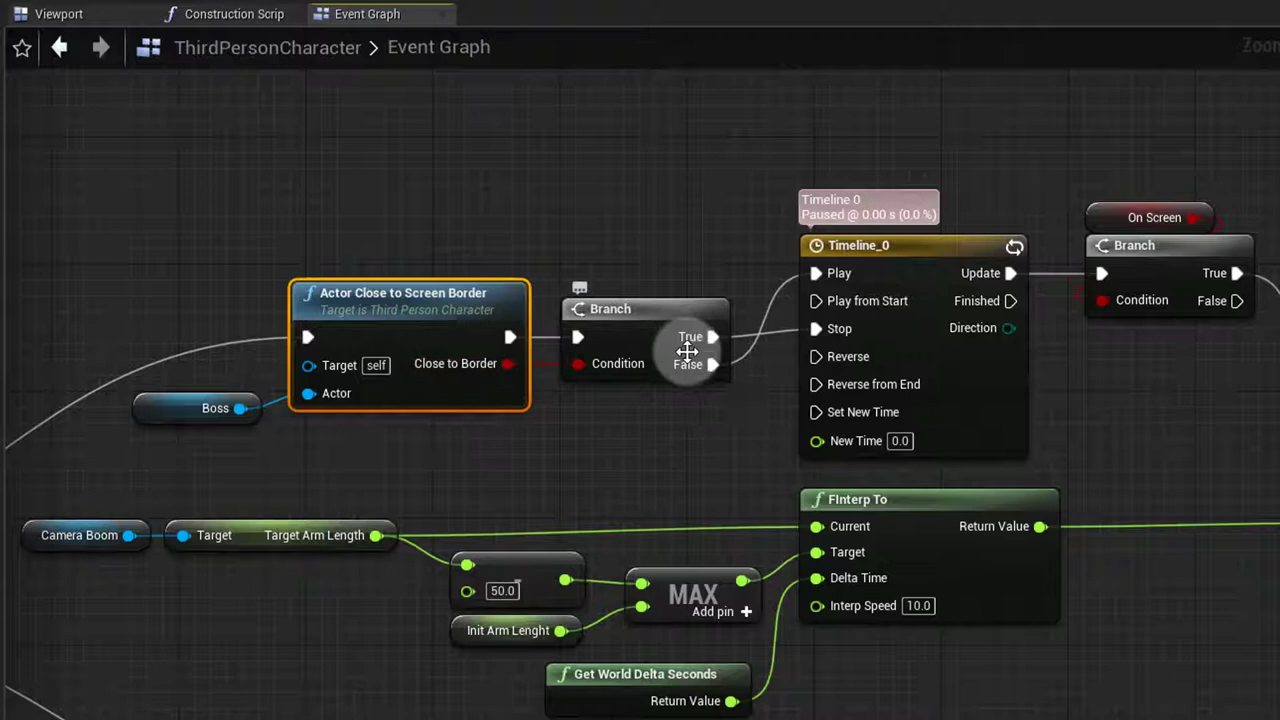 Viewport
Construction Scrip
Event Graph
ThirdPersonCharacter > Event Graph
Zoo
Timeline 0
Paused @ 0.00 s (0.0 %)
On Screen
Timeline_0
Play
Update
Play from Start
Finished
Stop
Direction
Reverse
Reverse from End
Set New Time
New Time 0.0
Branch
True
Condition
False
Actor Close to Screen Border
Target is Third Person Character
Target self
Close to Border
Actor
Branch
True
Condition
False
Boss
Camera Boom
Target
Target Arm Length
50.0
MAX
Add pin +
Init Arm Lenght
FInterp To
Current
Return Value
Target
Delta Time
Interp Speed 10.0
Get World Delta Seconds
Return Value